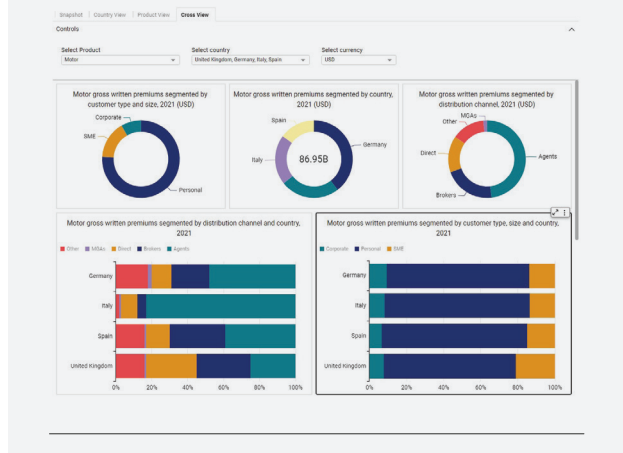 Snapshot Country View Product View Cross View
Controls
Select Product Select country Select currency
Motor United Kingdom, Germany, Italy, Spain USD
Motor gross written premiums segmented by
customer type and size, 2021 (USD)
Corporate
SME
Personal
Motor gross written premiums segmented by country,
2021 (USD)
Spain
Germany
Italy
86.95B
Motor gross written premiums segmented by
distribution channel, 2021 (USD)
MGAs
Other
Direct
Agents
Brokers
Motor gross written premiums segmented by distribution channel and country,
2021
Other MGAs Direct Brokers Agents
Germany
Italy
Spain
United Kingdom
0% 20% 40% 60% 80% 100%
Motor gross written premiums segmented by customer type, size and country,
2021
Corporate Personal SME
Germany
Italy
Spain
United Kingdom
0% 20% 40% 60% 80% 100%